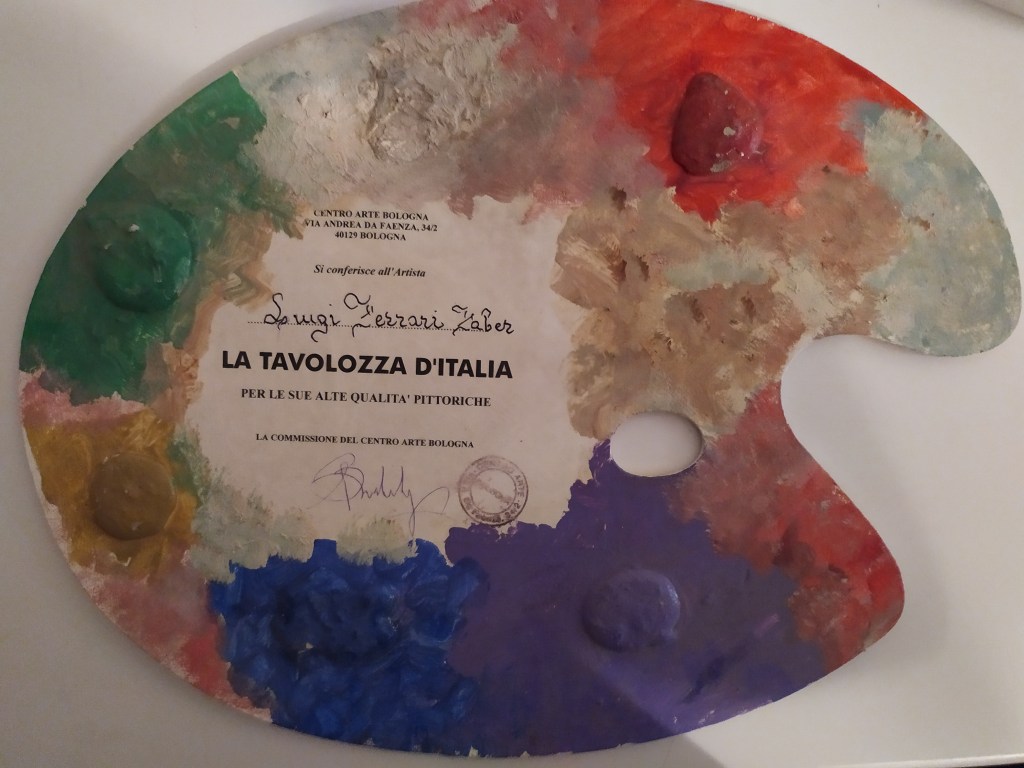 CENTRO ARTE BOLOGNA
VIA ANDREA DA FAENZA, 34/2
40129 BOLOGNA
Si conferisce all'Artista
Luigi Ferrari Zaber
LA TAVOLOZZA D'ITALIA
PER LE SUE ALTE QUALITA' PITTORICHE
LA COMMISSIONE DEL CENTRO ARTE BOLOGNA